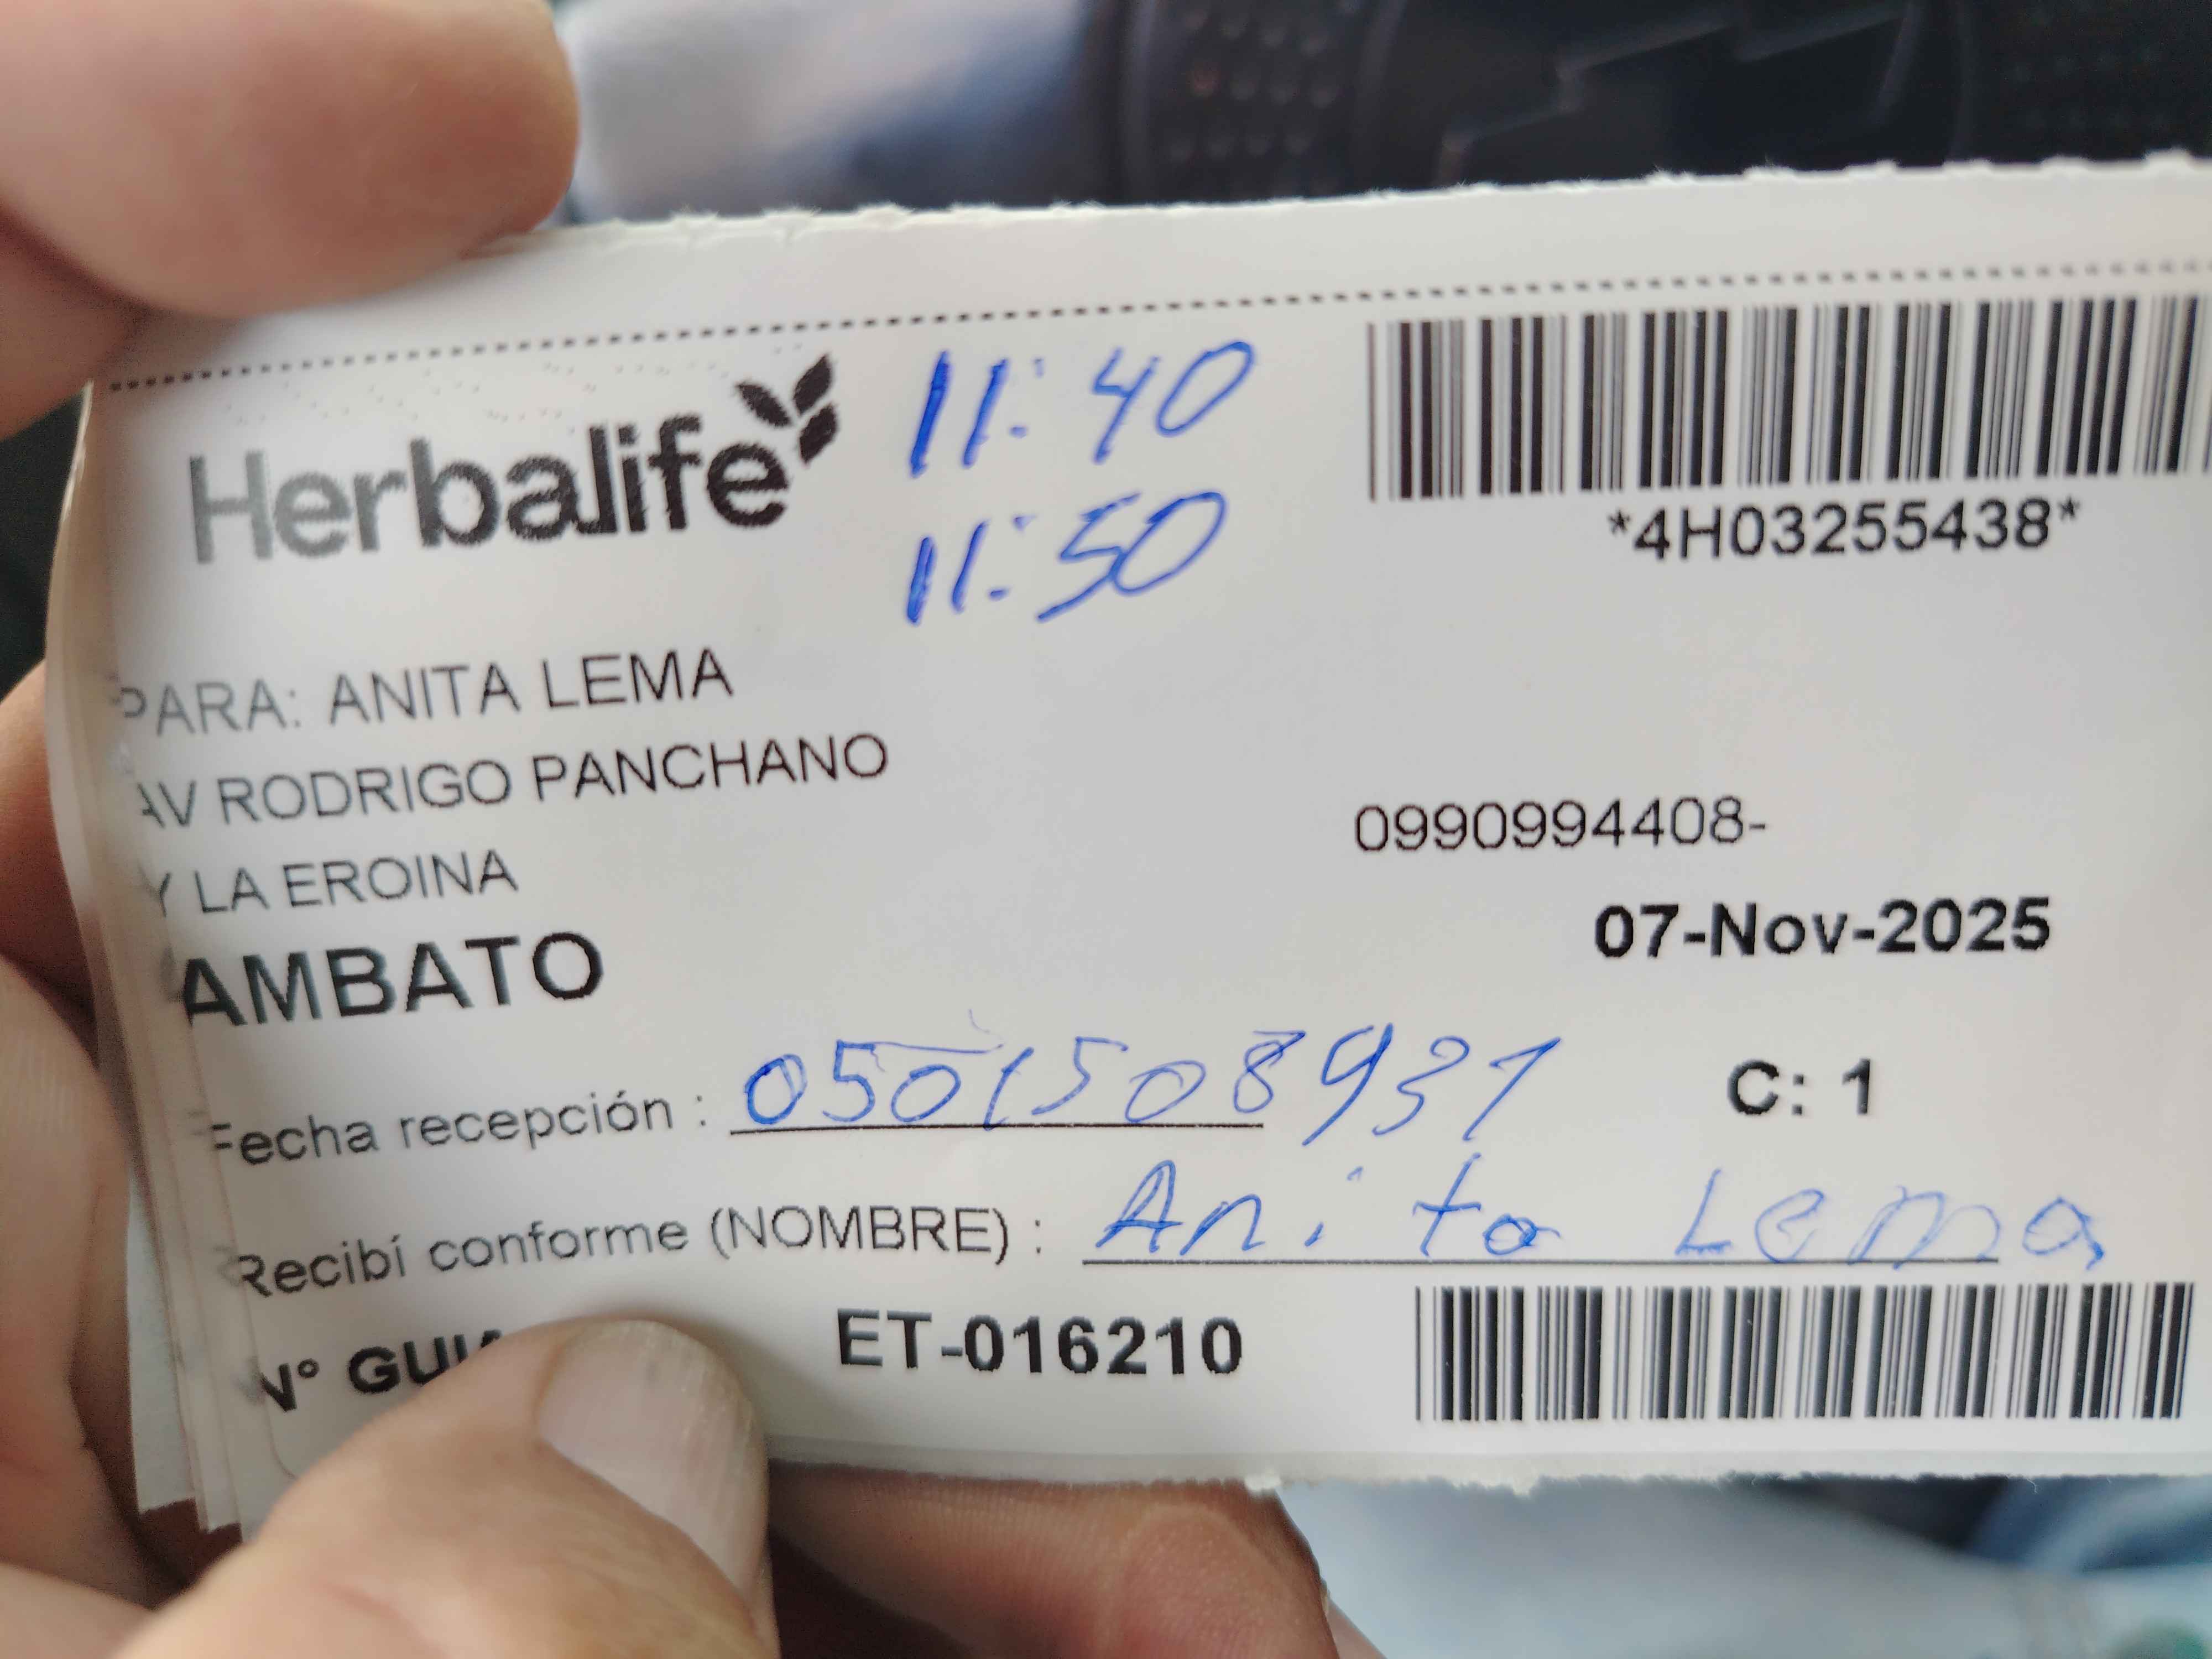 Herbalife
11:40
11:50
*4H03255438*
PARA: ANITA LEMA
AV RODRIGO PANCHANO
Y LA EROINA
AMBATO
0990994408-
07-Nov-2025
Fecha recepción : 0501508931
C: 1
Recibí conforme (NOMBRE) : Anita Lema
N° GUIA
ET-016210